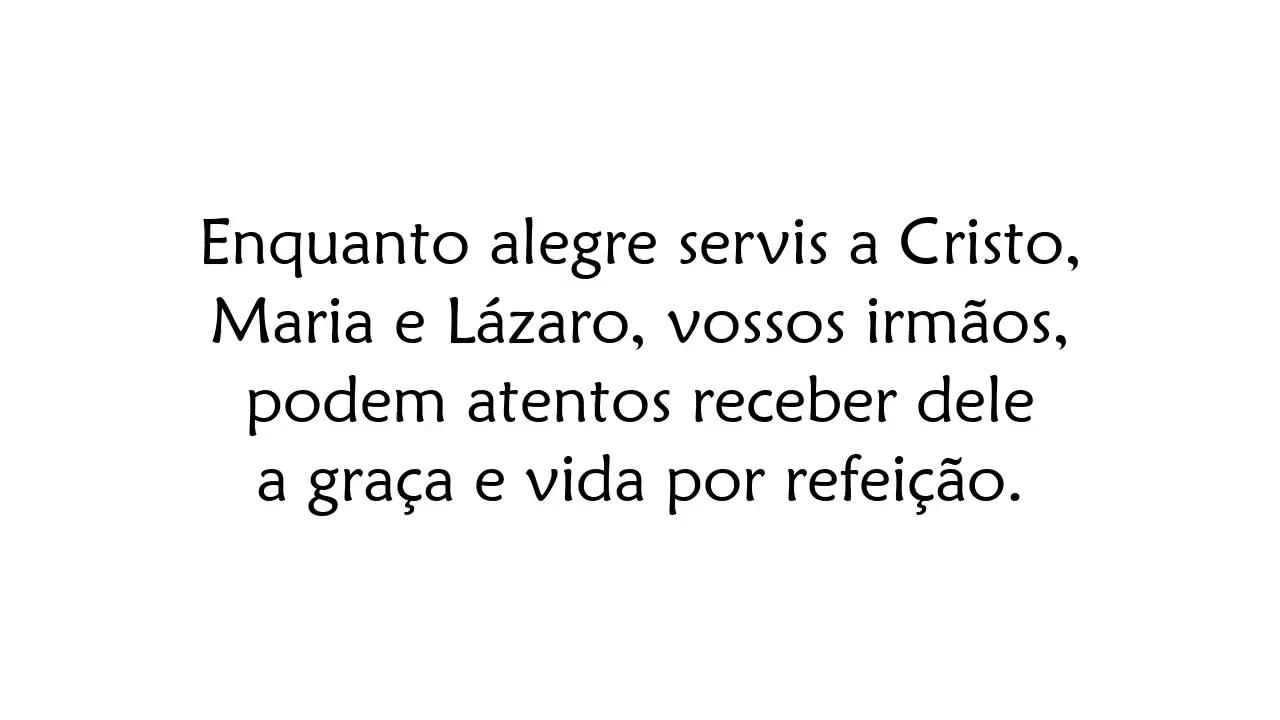 Enquanto alegre servis a Cristo,
Maria e Lázaro, vossos irmãos,
podem atentos receber dele
a graça e vida por refeição.